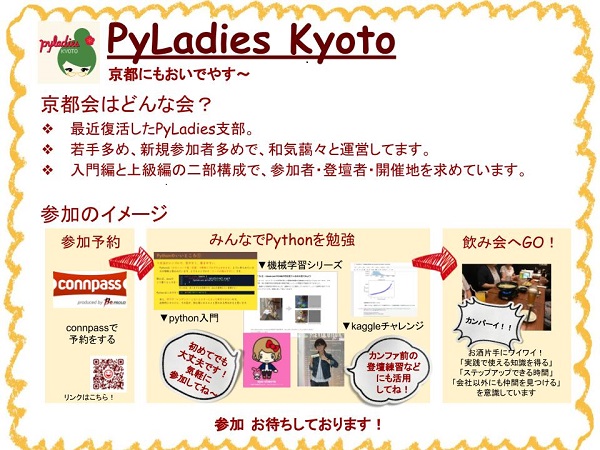 pyladies
KYOTO
PyLadies Kyoto
京都にもおいでやす～
京都会はどんな会？
❖ 最近復活したPyLadies支部。
❖ 若手多め、新規参加者多めで、和気藹々と運営してます。
❖ 入門編と上級編の二部構成で、参加者・登壇者・開催地を求めています。
参加のイメージ
参加予約
connpass
produced by BePROUD
connpassで
予約をする
リンクはこちら！
みんなでPythonを勉強
▼機械学習シリーズ
▼python入門
▼kaggleチャレンジ
初めてでも
大丈夫です！
気軽に
参加してね～
カンファ前の
登壇練習など
にも活用
してね！
飲み会へGO！
カンパーイ！！
お酒片手にワイワイ！
「実践で使える知識を得る」
「ステップアップできる時間」
「会社以外にも仲間を見つける」
を意識しています
参加 お待ちしております！